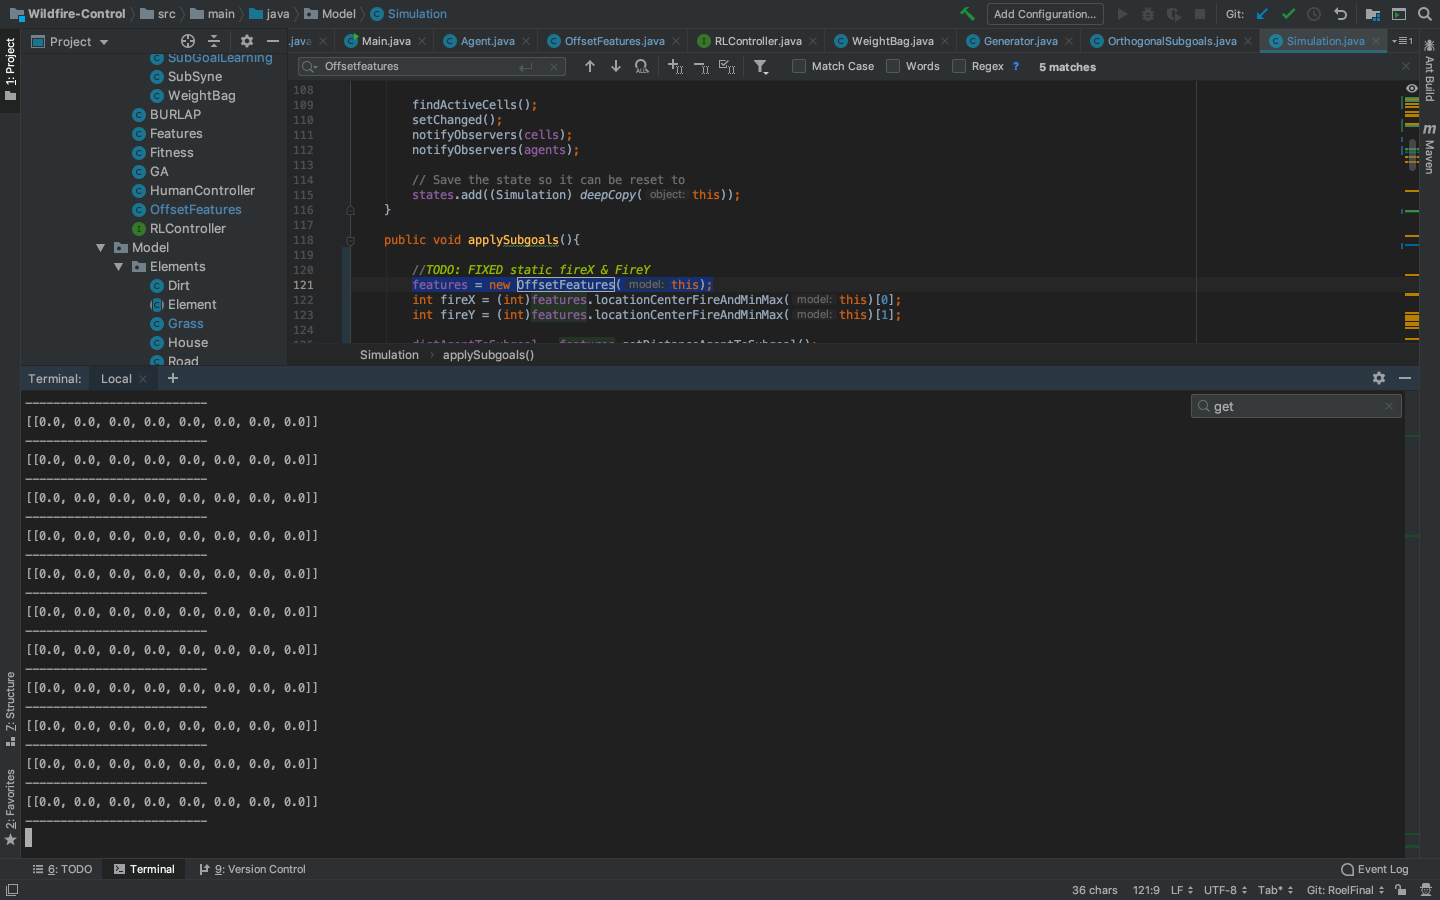 Wildfire-Control
src
main
java
Model
Simulation
Add Configuration...
Git:
1: Project
Project
.java
Main.java
Agent.java
OffsetFeatures.java
RLController.java
WeightBag.java
Generator.java
OrthogonalSubgoals.java
Simulation.java
1
Offsetfeatures
ALL
Match Case
Words
Regex
?
5 matches
SubGoalLearning
SubSyne
WeightBag
BURLAP
Features
Fitness
GA
HumanController
OffsetFeatures
RLController
Model
Elements
Dirt
Element
Grass
House
Road
108
109 findActiveCells();
110 setChanged();
111 notifyObservers(cells);
112 notifyObservers(agents);
113
114 // Save the state so it can be reset to
115 states.add((Simulation) deepCopy( object: this));
116 }
117
118 public void applySubgoals(){
119
120 //TODO: FIXED static fireX & FireY
121 features = new OffsetFeatures( model: this);
122 int fireX = (int)features.locationCenterFireAndMinMax( model: this)[0];
123 int fireY = (int)features.locationCenterFireAndMinMax( model: this)[1];
124
Simulation › applySubgoals()
Ant Build
m Maven
Terminal: Local +
get
[[0.0, 0.0, 0.0, 0.0, 0.0, 0.0, 0.0, 0.0]]
[[0.0, 0.0, 0.0, 0.0, 0.0, 0.0, 0.0, 0.0]]
[[0.0, 0.0, 0.0, 0.0, 0.0, 0.0, 0.0, 0.0]]
[[0.0, 0.0, 0.0, 0.0, 0.0, 0.0, 0.0, 0.0]]
[[0.0, 0.0, 0.0, 0.0, 0.0, 0.0, 0.0, 0.0]]
[[0.0, 0.0, 0.0, 0.0, 0.0, 0.0, 0.0, 0.0]]
[[0.0, 0.0, 0.0, 0.0, 0.0, 0.0, 0.0, 0.0]]
[[0.0, 0.0, 0.0, 0.0, 0.0, 0.0, 0.0, 0.0]]
[[0.0, 0.0, 0.0, 0.0, 0.0, 0.0, 0.0, 0.0]]
[[0.0, 0.0, 0.0, 0.0, 0.0, 0.0, 0.0, 0.0]]
[[0.0, 0.0, 0.0, 0.0, 0.0, 0.0, 0.0, 0.0]]
Z: Structure
2: Favorites
6: TODO
Terminal
9: Version Control
Event Log
36 chars
121:9
LF
UTF-8
Tab*
Git: RoelFinal